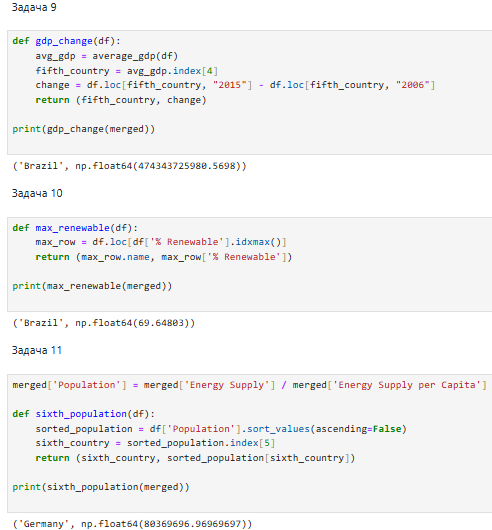 Задача 9
def gdp_change(df):
    avg_gdp = average_gdp(df)
    fifth_country = avg_gdp.index[4]
    change = df.loc[fifth_country, "2015"] - df.loc[fifth_country, "2006"]
    return (fifth_country, change)
print(gdp_change(merged))
('Brazil', np.float64(474343725980.5698))
Задача 10
def max_renewable(df):
    max_row = df.loc[df['% Renewable'].idxmax()]
    return (max_row.name, max_row['% Renewable'])
print(max_renewable(merged))
('Brazil', np.float64(69.64803))
Задача 11
merged['Population'] = merged['Energy Supply'] / merged['Energy Supply per Capita']
def sixth_population(df):
    sorted_population = df['Population'].sort_values(ascending=False)
    sixth_country = sorted_population.index[5]
    return (sixth_country, sorted_population[sixth_country])
print(sixth_population(merged))
('Germany', np.float64(80369696.96969697))